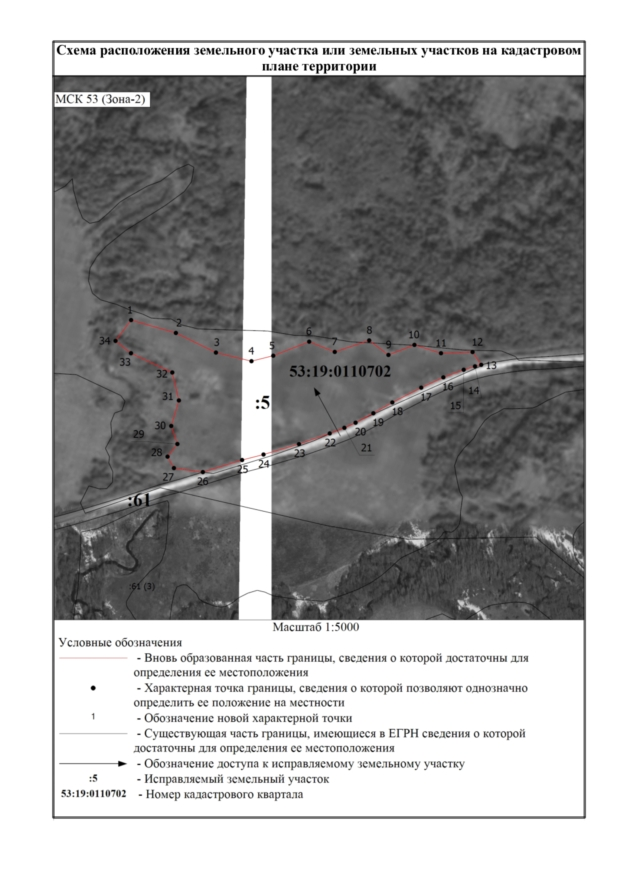 Схема расположения земельного участка или земельных участков на кадастровом
плане территории
МСК 53 (Зона-2)
1
2
3
4
5
6
7
8
9
10
11
12
13
14
15
16
17
18
19
20
21
22
23
24
25
26
27
28
29
30
31
32
33
34
53:19:0110702
:5
:61
:61 (3)
Масштаб 1:5000
Условные обозначения
- Вновь образованная часть границы, сведения о которой достаточны для
определения ее местоположения
- Характерная точка границы, сведения о которой позволяют однозначно
определить ее положение на местности
1 - Обозначение новой характерной точки
- Существующая часть границы, имеющиеся в ЕГРН сведения о которой
достаточны для определения ее местоположения
- Обозначение доступа к исправляемому земельному участку
:5 - Исправляемый земельный участок
53:19:0110702 - Номер кадастрового квартала